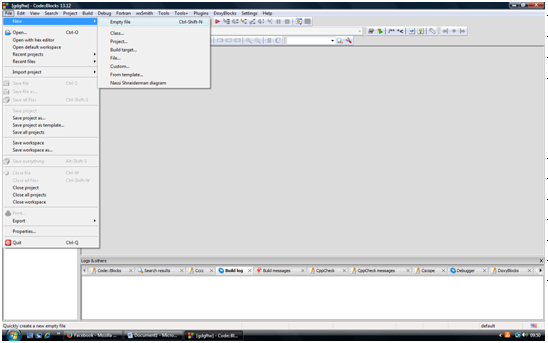 [gdgftw] - Code::Blocks 13.12
File Edit View Search Project Build Debug Fortran wxSmith Tools Tools+ Plugins DoxyBlocks Settings Help
New
Open... Ctrl-O
Open with hex editor
Open default workspace
Recent projects
Recent files
Import project
Save file Ctrl-S
Save file as...
Save all files Ctrl-Shift-S
Save project
Save project as...
Save project as template...
Save all projects
Save workspace
Save workspace as...
Save everything Alt-Shift-S
Close file Ctrl-W
Close all files Ctrl-Shift-W
Close project
Close all projects
Close workspace
Print...
Export
Properties...
Quit Ctrl-Q
Empty file Ctrl-Shift-N
Class...
Project...
Build target...
File...
Custom...
From template...
Nassi Shneiderman diagram
Logs & others
Code::Blocks Search results Cccc Build log Build messages CppCheck CppCheck messages Cscope Debugger DoxyBlocks
Quickly create a new empty file default
Facebook - Mozilla ... Document1 - Micro... [gdgftw] - Code::Bl... 09:50